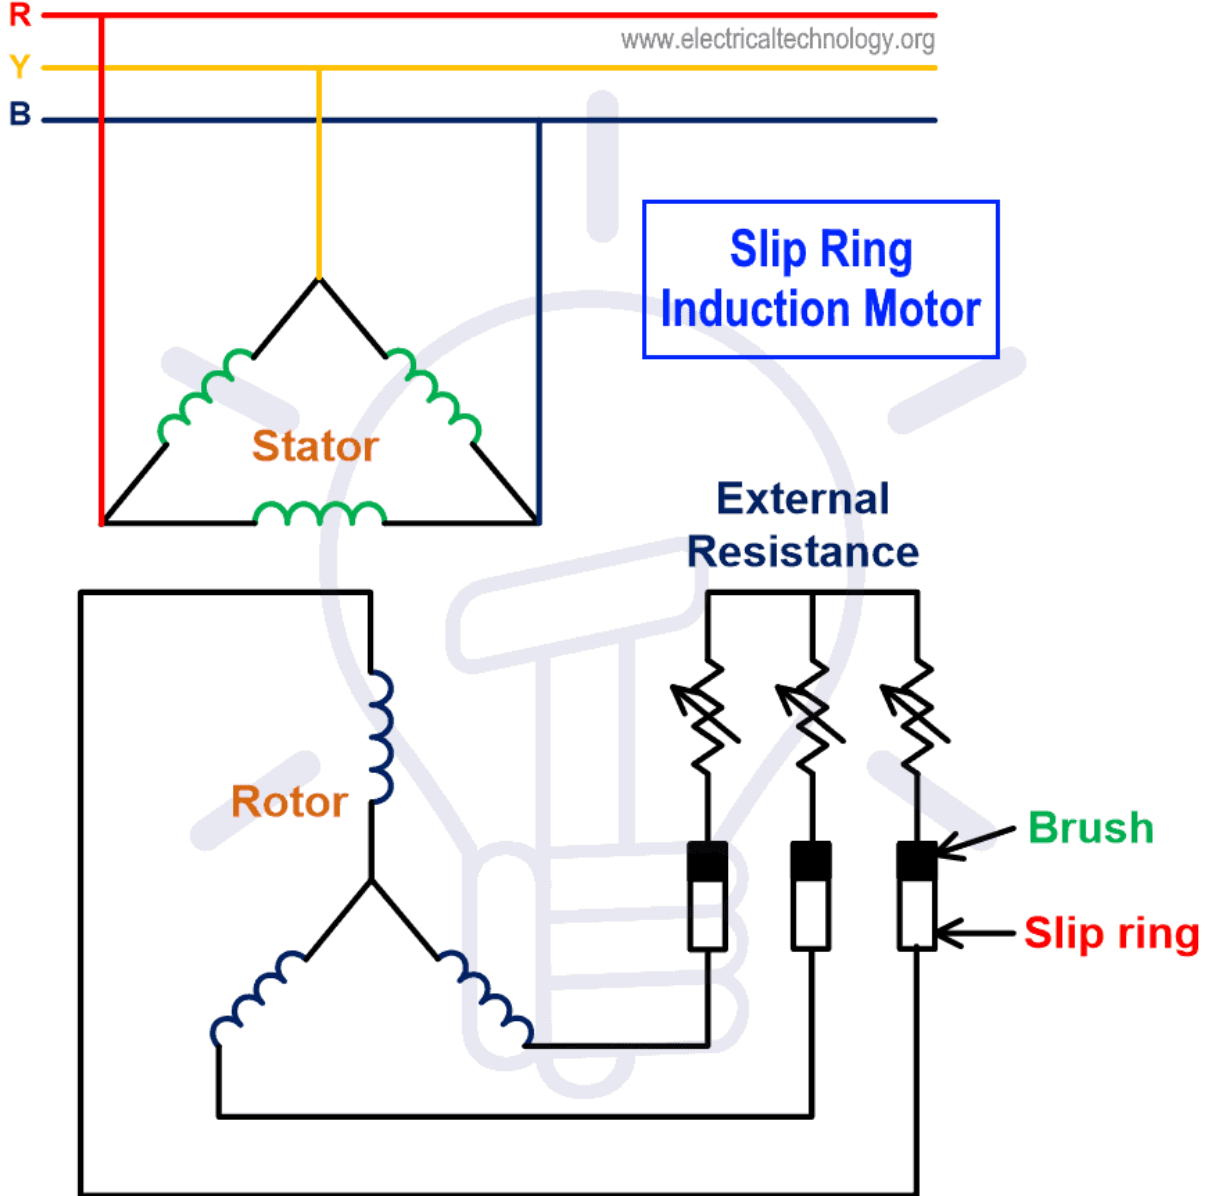 R
www.electricaltechnology.org
Y
B
Slip Ring
Induction Motor
Stator
External
Resistance
Rotor
Brush
Slip ring